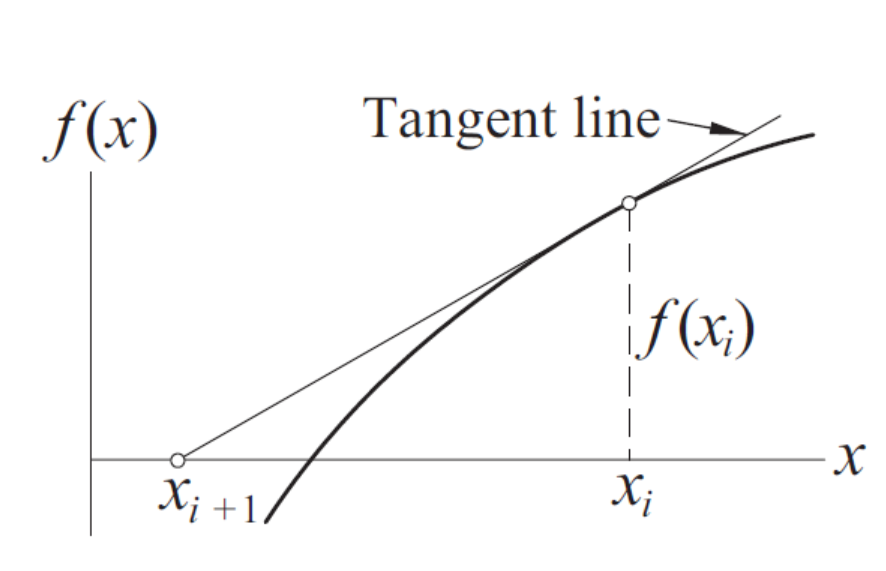 Tangent line
f(x)
f(xᵢ)
x
xᵢ₊₁
xᵢ